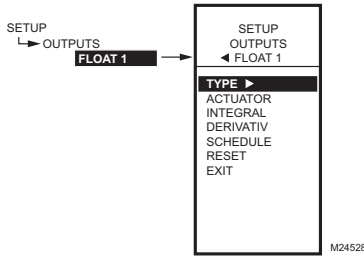 SETUP
OUTPUTS
FLOAT 1
SETUP
OUTPUTS
◄ FLOAT 1
TYPE ►
ACTUATOR
INTEGRAL
DERIVATIV
SCHEDULE
RESET
EXIT
M24528